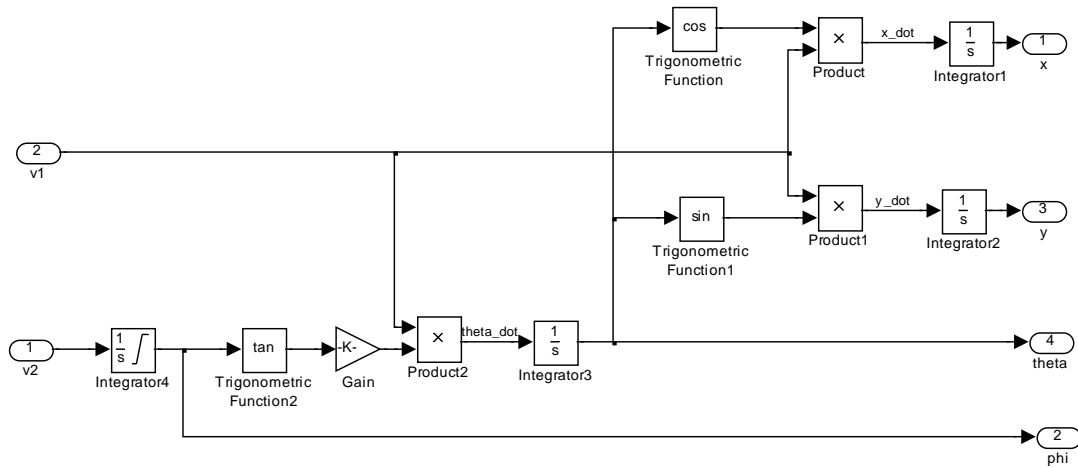 cos
Trigonometric
Function
×
Product
x_dot
1
s
Integrator1
1
x
2
v1
sin
Trigonometric
Function1
×
Product1
y_dot
1
s
Integrator2
3
y
1
v2
1
s
Integrator4
tan
Trigonometric
Function2
-K-
Gain
×
Product2
theta_dot
1
s
Integrator3
4
theta
2
phi